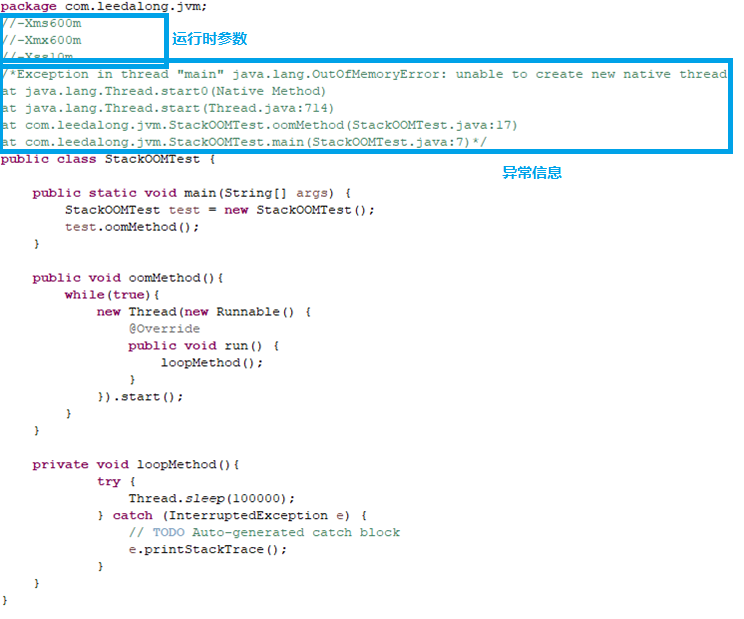 package com.leedalong.jvm;
//-Xms600m
//-Xmx600m
运行时参数
//-Xss10m
/*Exception in thread "main" java.lang.OutOfMemoryError: unable to create new native thread
at java.lang.Thread.start0(Native Method)
at java.lang.Thread.start(Thread.java:714)
at com.leedalong.jvm.StackOOMTest.oomMethod(StackOOMTest.java:17)
at com.leedalong.jvm.StackOOMTest.main(StackOOMTest.java:7)*/
public class StackOOMTest {
异常信息
public static void main(String[] args) {
StackOOMTest test = new StackOOMTest();
test.oomMethod();
}
public void oomMethod(){
while(true){
new Thread(new Runnable() {
@Override
public void run() {
loopMethod();
}
}).start();
}
}
private void loopMethod(){
try {
Thread.sleep(100000);
} catch (InterruptedException e) {
// TODO Auto-generated catch block
e.printStackTrace();
}
}
}